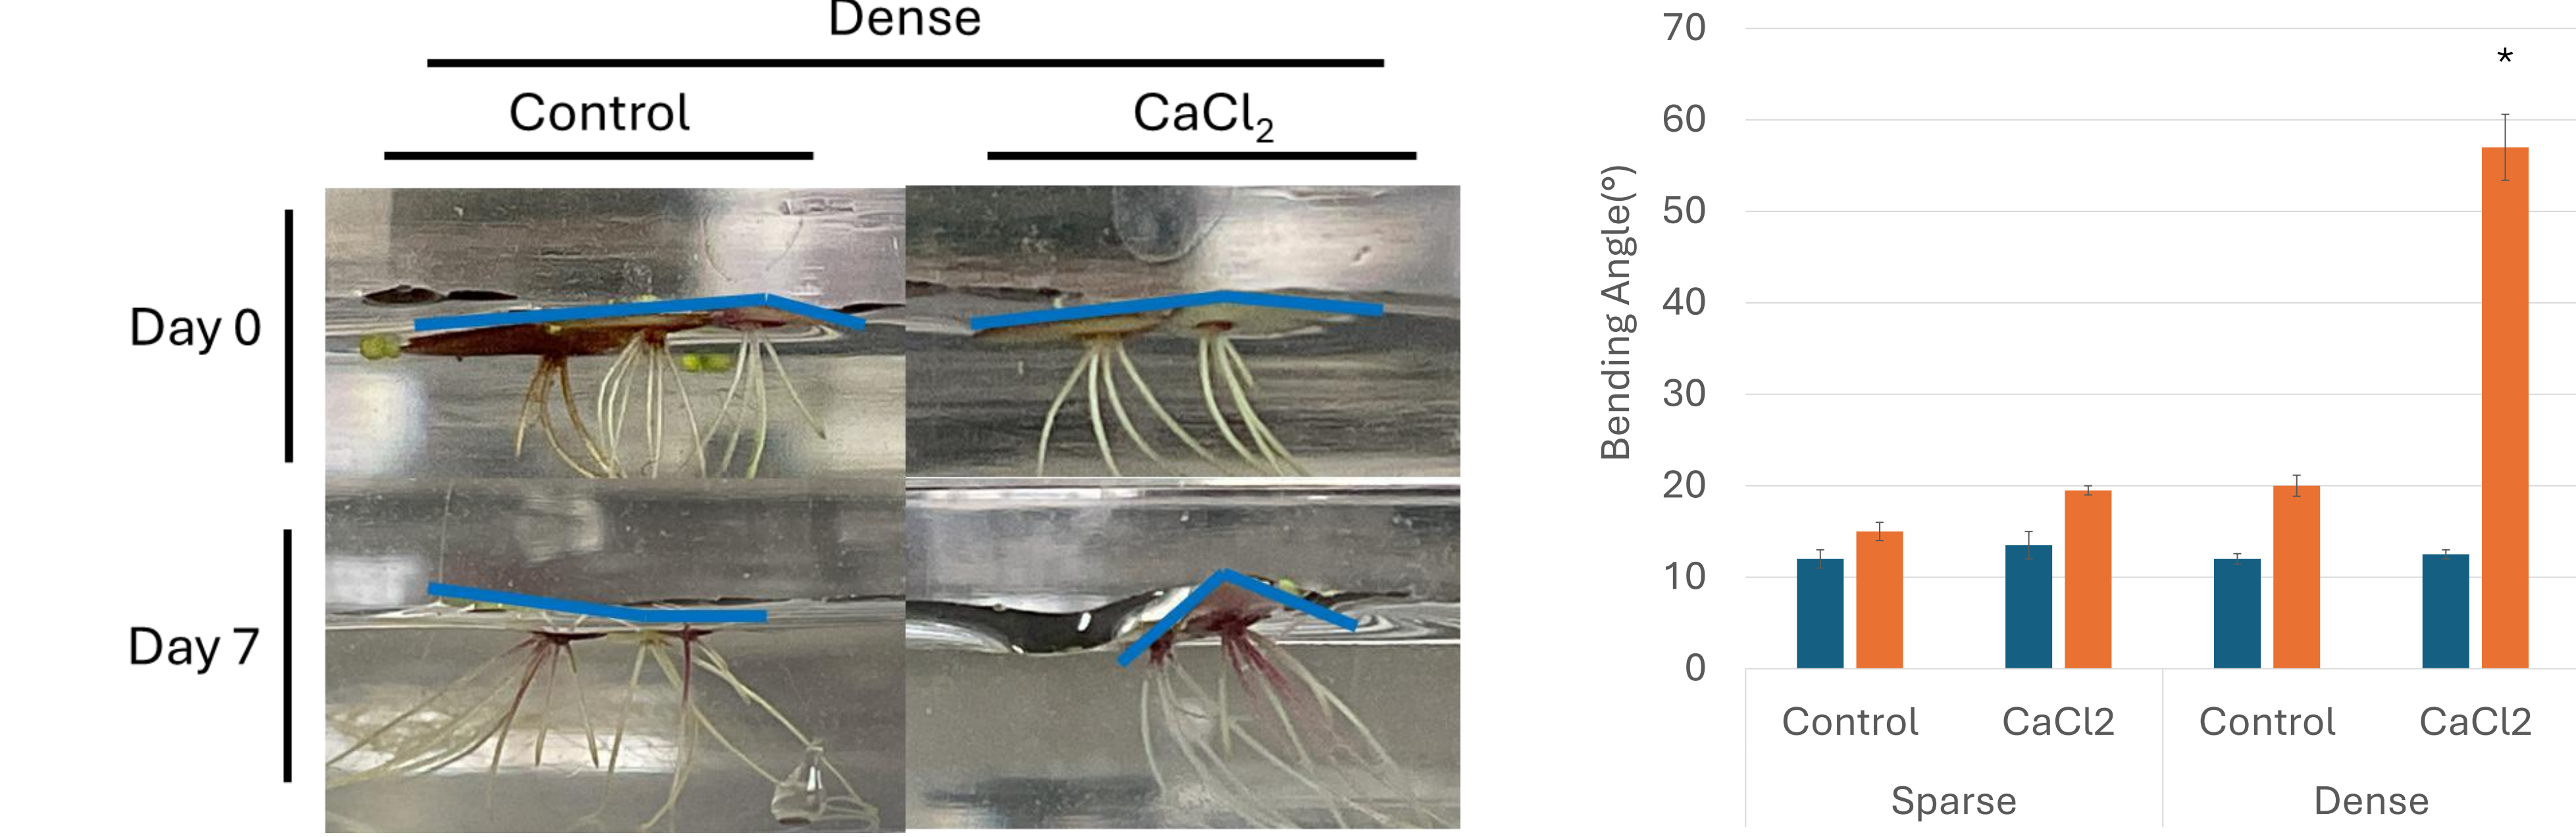 Dense
Control
CaCl₂
Day 0
Day 7
Bending Angle(°)
70
*
60
50
40
30
20
10
0
Control
CaCl2
Control
CaCl2
Sparse
Dense